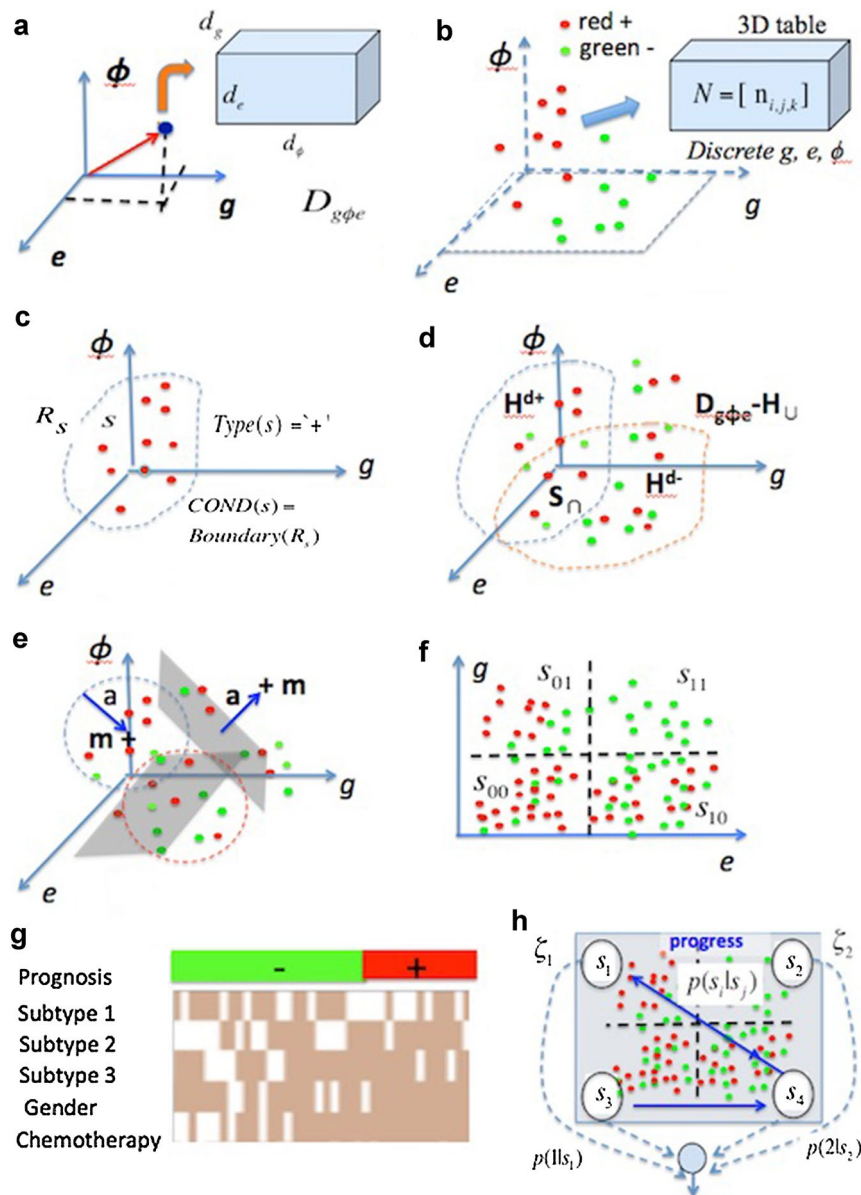 a
d_g
ϕ
d_e
d_ϕ
g
D_gϕe
e
b
red +
green -
3D table
ϕ
N = [ n_i,j,k ]
Discrete g, e, ϕ
g
e
c
ϕ
R_s
s
Type(s) =`+'
g
COND(s) =
Boundary(R_s)
e
d
ϕ
H^d+
D_gϕe-H_∪
g
S_∩
H^d-
e
e
ϕ
a
a
+ m
m +
g
e
f
g
s_01
s_11
s_00
s_10
e
g
Prognosis
-
+
Subtype 1
Subtype 2
Subtype 3
Gender
Chemotherapy
h
progress
ζ_1
s_1
p(s_i|s_j)
s_2
ζ_2
s_3
s_4
p(1|s_1)
p(2|s_2)